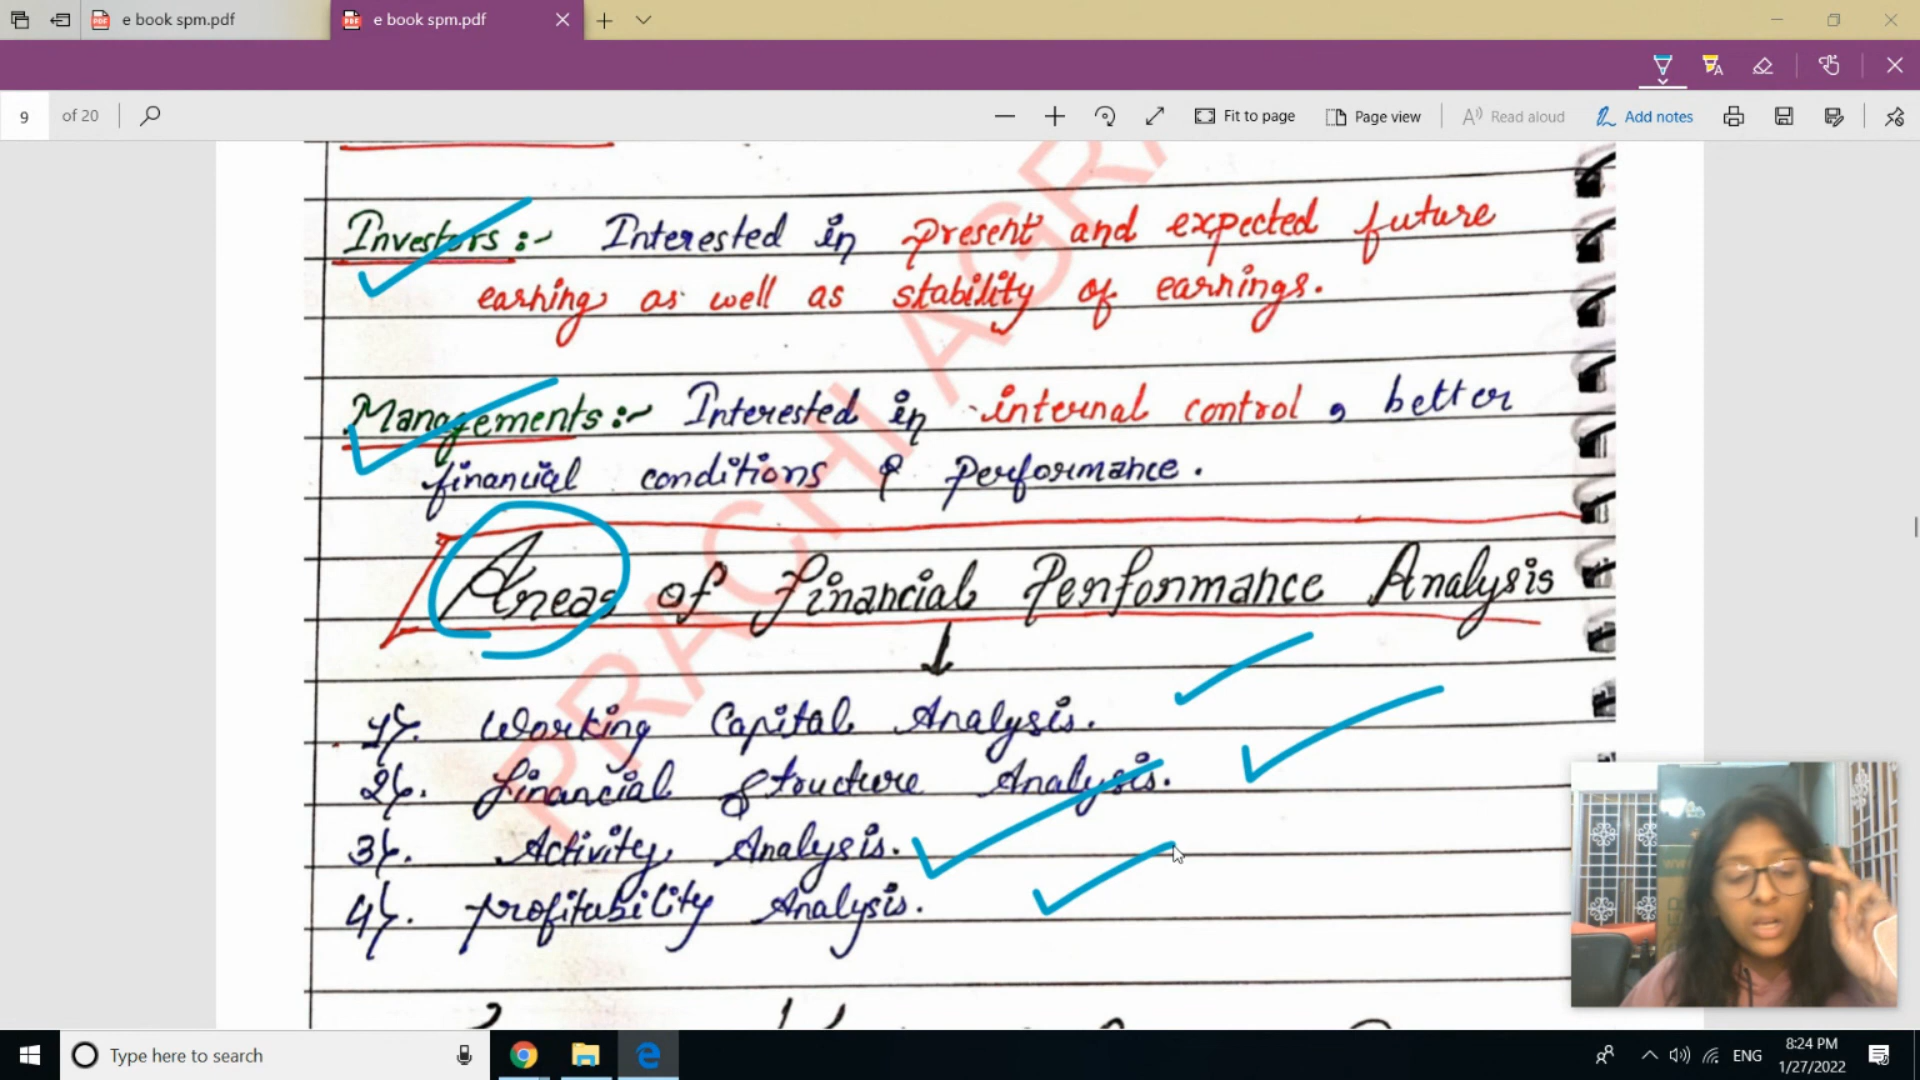 e book spm.pdf
e book spm.pdf
9 of 20
Fit to page
Page view
Read aloud
Add notes
Investors :- Interested in present and expected future
earning as well as stability of earnings.
Managements :- Interested in internal control, better
financial conditions & performance.
Areas of Financial Performance Analysis
1). Working Capital Analysis.
2). Financial Structure Analysis.
3). Activity Analysis.
4). Profitability Analysis.
PRACHI AGRA
Type here to search
ENG
8:24 PM
1/27/2022